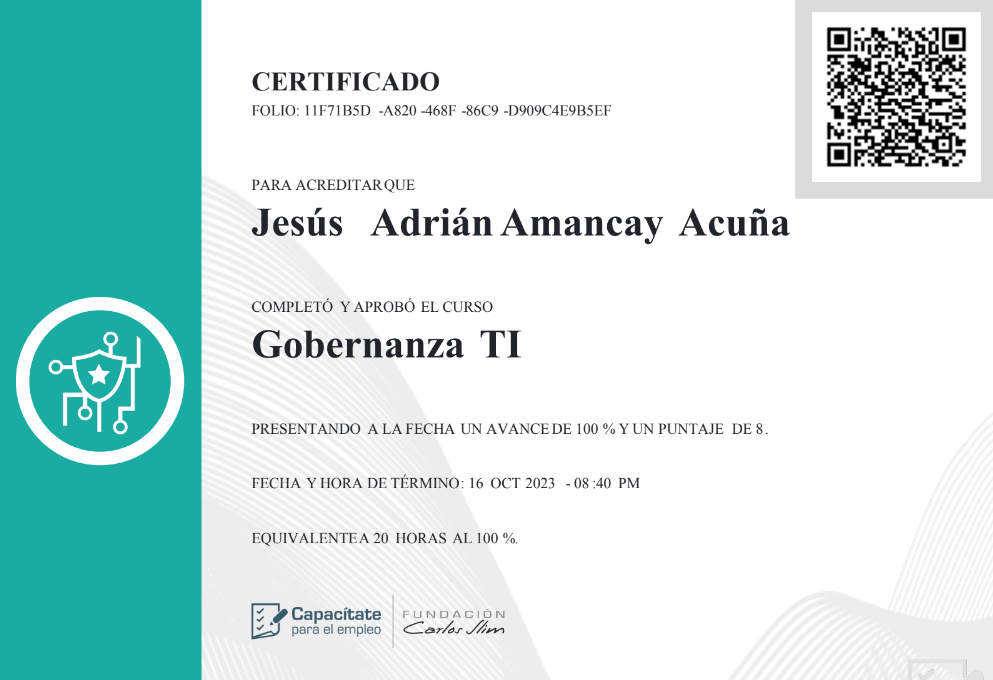 CERTIFICADO
FOLIO: 11F71B5D -A820 -468F -86C9 -D909C4E9B5EF
PARA ACREDITAR QUE
Jesús Adrián Amancay Acuña
COMPLETÓ Y APROBÓ EL CURSO
Gobernanza TI
PRESENTANDO A LA FECHA UN AVANCE DE 100 % Y UN PUNTAJE DE 8.
FECHA Y HORA DE TÉRMINO: 16 OCT 2023 - 08:40 PM
EQUIVALENTE A 20 HORAS AL 100 %.
Capacítate
para el empleo
FUNDACIÓN
Carlos Slim